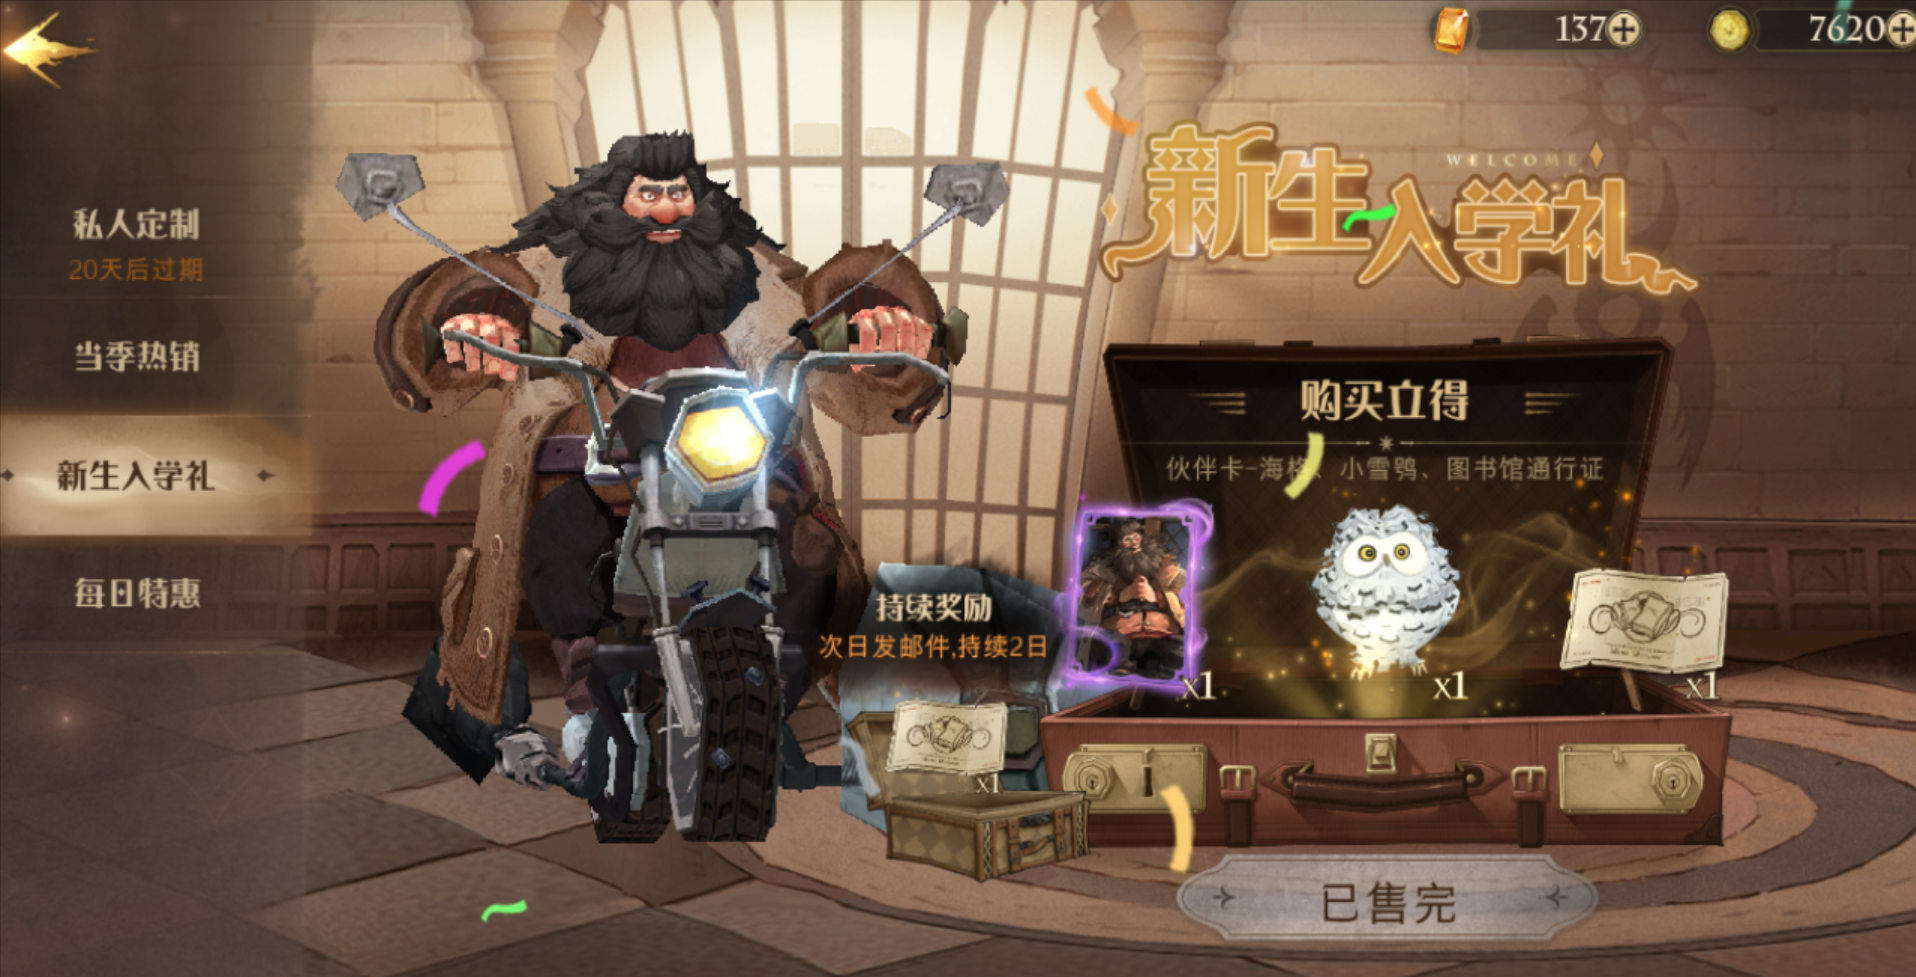 137
7620
私人定制
20天后过期
当季热销
新生入学礼
每日特惠
WELCOME
新生入学礼
购买立得
伙伴卡-海格、小雪鸮、图书馆通行证
x1
x1
x1
持续奖励
次日发邮件,持续2日
x1
已售完